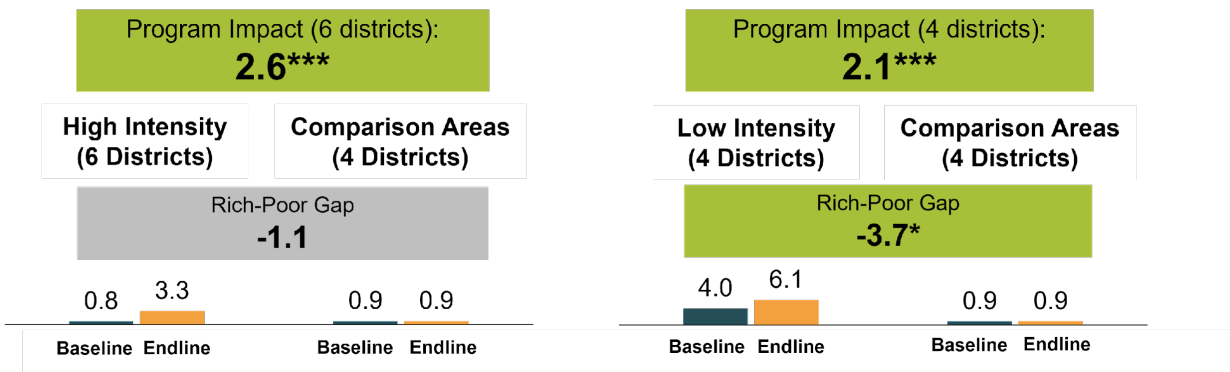 Program Impact (6 districts):
2.6***
High Intensity
(6 Districts)
Comparison Areas
(4 Districts)
Rich-Poor Gap
-1.1
0.8
3.3
0.9
0.9
Baseline
Endline
Baseline
Endline
Program Impact (4 districts):
2.1***
Low Intensity
(4 Districts)
Comparison Areas
(4 Districts)
Rich-Poor Gap
-3.7*
4.0
6.1
0.9
0.9
Baseline
Endline
Baseline
Endline